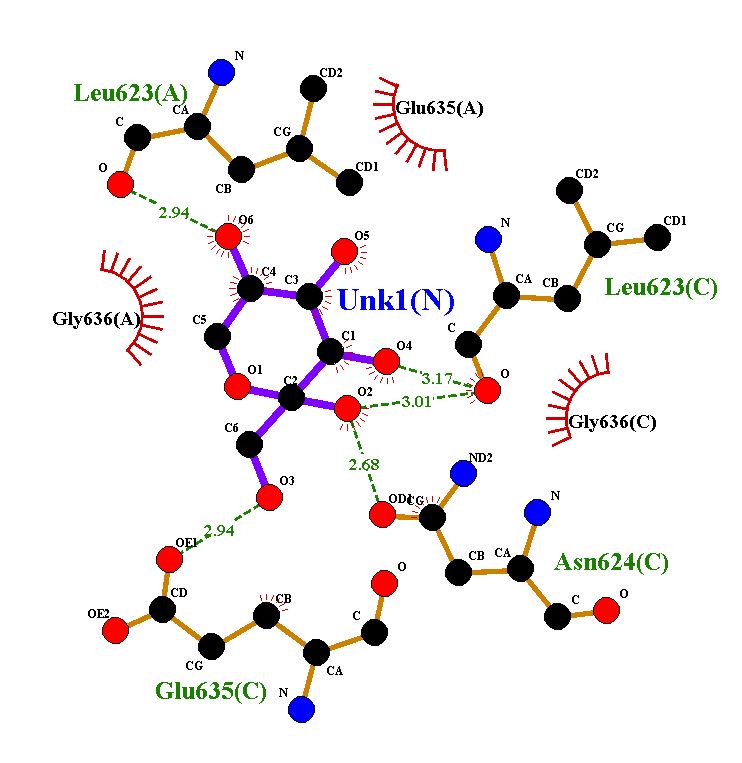 N
CD2
Leu623(A)
CA
Glu635(A)
C
CG
O
CB
CD1
2.94
CD2
O6
N
O5
CG
CD1
C4
C3
Gly636(A)
Unk1(N)
CA
CB
Leu623(C)
C5
C
C1
O4
O1
C2
3.17
O
O2
3.01
C6
Gly636(C)
2.68
ND2
O3
OD1
CG
N
2.94
OE1
CB
CA
Asn624(C)
O
CD
CB
C
O
OE2
C
CG
CA
Glu635(C)
N